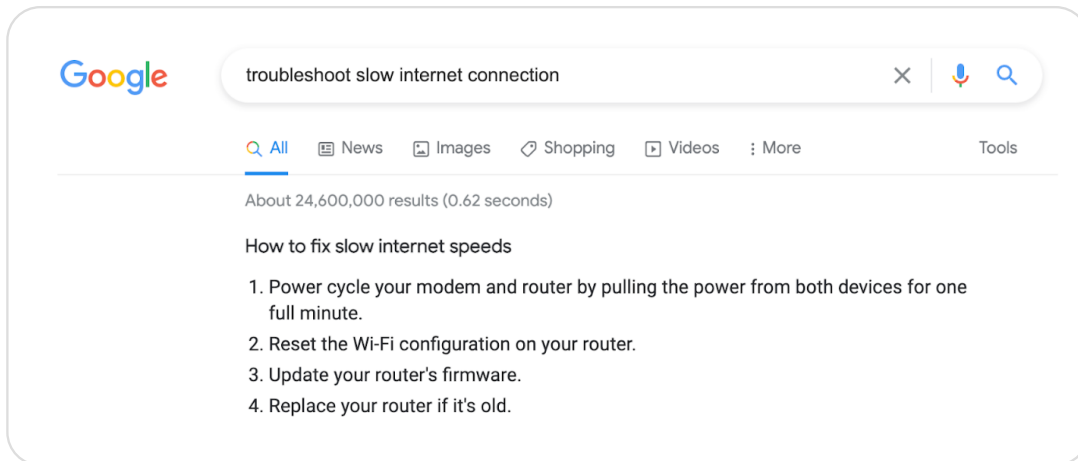 Google
troubleshoot slow internet connection
All News Images Shopping Videos More Tools
About 24,600,000 results (0.62 seconds)
How to fix slow internet speeds
1. Power cycle your modem and router by pulling the power from both devices for one
full minute.
2. Reset the Wi-Fi configuration on your router.
3. Update your router's firmware.
4. Replace your router if it's old.